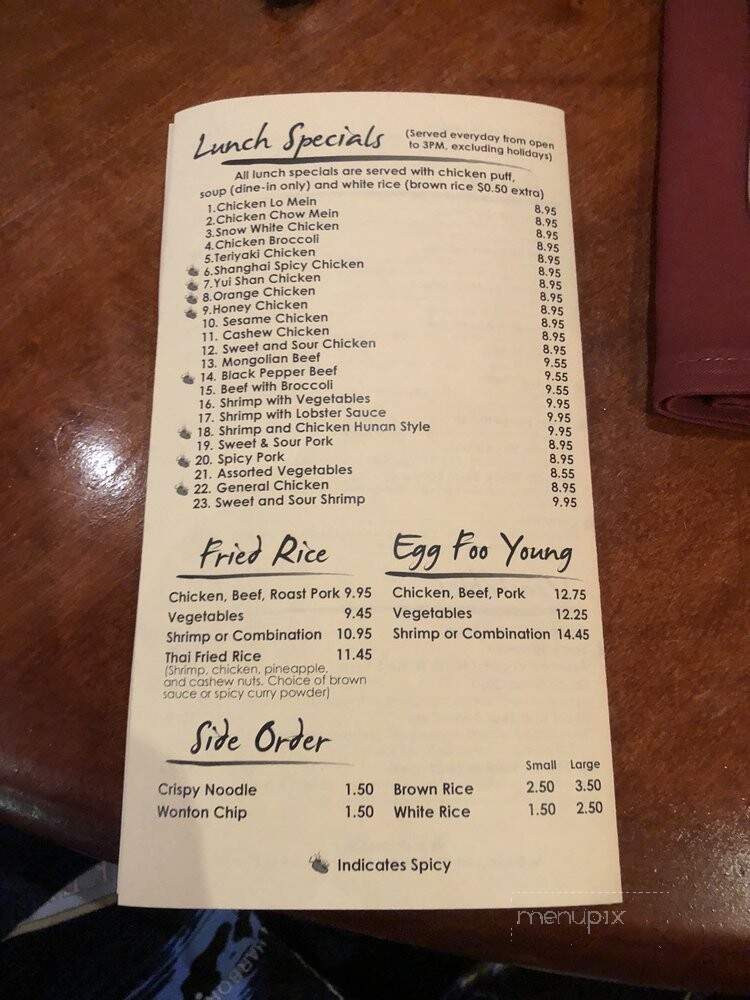 Lunch Specials (Served everyday from open
to 3PM, excluding holidays)
All lunch specials are served with chicken puff,
soup (dine-in only) and white rice (brown rice $0.50 extra)
1.Chicken Lo Mein 8.95
2.Chicken Chow Mein 8.95
3.Snow White Chicken 8.95
4.Chicken Broccoli 8.95
5.Teriyaki Chicken 8.95
6.Shanghai Spicy Chicken 8.95
7.Yui Shan Chicken 8.95
8.Orange Chicken 8.95
9.Honey Chicken 8.95
10. Sesame Chicken 8.95
11. Cashew Chicken 8.95
12. Sweet and Sour Chicken 8.95
13. Mongolian Beef 9.55
14. Black Pepper Beef 9.55
15. Beef with Broccoli 9.55
16. Shrimp with Vegetables 9.95
17. Shrimp with Lobster Sauce 9.95
18. Shrimp and Chicken Hunan Style 9.95
19. Sweet & Sour Pork 8.95
20. Spicy Pork 8.95
21. Assorted Vegetables 8.55
22. General Chicken 8.95
23. Sweet and Sour Shrimp 9.95
Fried Rice
Chicken, Beef, Roast Pork 9.95
Vegetables 9.45
Shrimp or Combination 10.95
Thai Fried Rice 11.45
(Shrimp, chicken, pineapple,
and cashew nuts. Choice of brown
sauce or spicy curry powder)
Egg Foo Young
Chicken, Beef, Pork 12.75
Vegetables 12.25
Shrimp or Combination 14.45
Side Order
Small Large
Crispy Noodle 1.50 Brown Rice 2.50 3.50
Wonton Chip 1.50 White Rice 1.50 2.50
Indicates Spicy
menupix
HARBOR